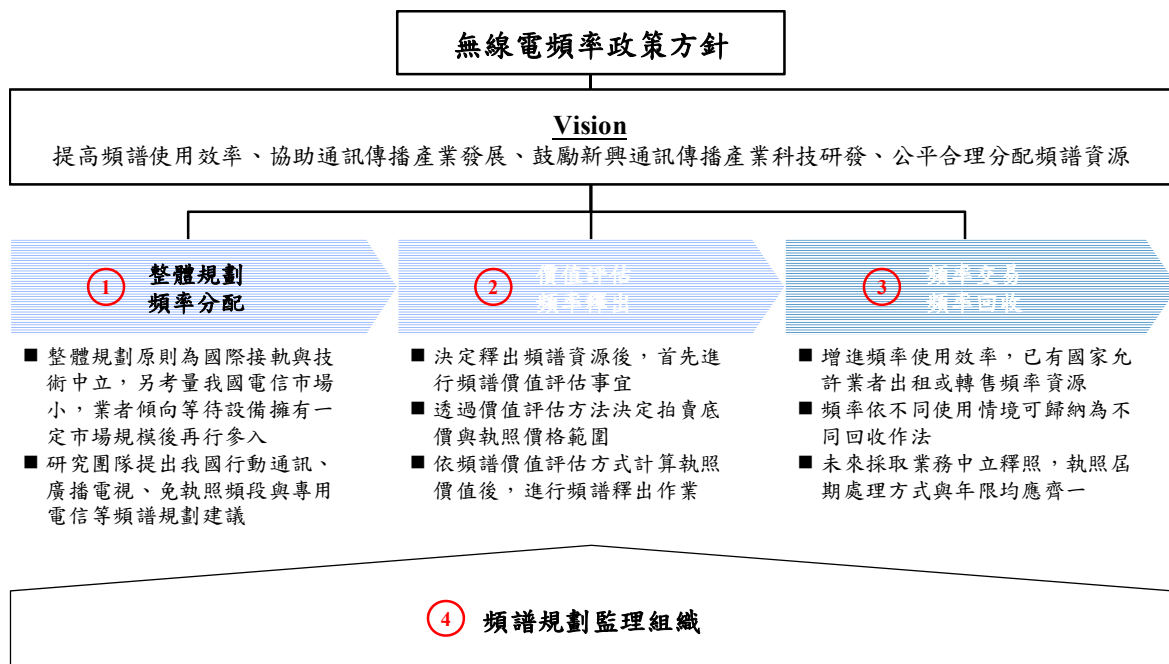 無線電頻率政策方針
Vision
提高頻譜使用效率、協助通訊傳播產業發展、鼓勵新興通訊傳播產業科技研發、公平合理分配頻譜資源
1
整體規劃
頻率分配
■ 整體規劃原則為國際接軌與技
術中立，另考量我國電信市場
小，業者傾向等待設備擁有一
定市場規模後再行參入
■ 研究團隊提出我國行動通訊、
廣播電視、免執照頻段與專用
電信等頻譜規劃建議
2
價值評估
頻率釋出
■ 決定釋出頻譜資源後，首先進
行頻譜價值評估事宜
■ 透過價值評估方法決定拍賣底
價與執照價格範圍
■ 依頻譜價值評估方式計算執照
價值後，進行頻譜釋出作業
3
頻率交易
頻率回收
■ 增進頻率使用效率，已有國家允
許業者出租或轉售頻率資源
■ 頻率依不同使用情境可歸納為不
同回收作法
■ 未來採取業務中立釋照，執照屆
期處理方式與年限均應齊一
4 頻譜規劃監理組織